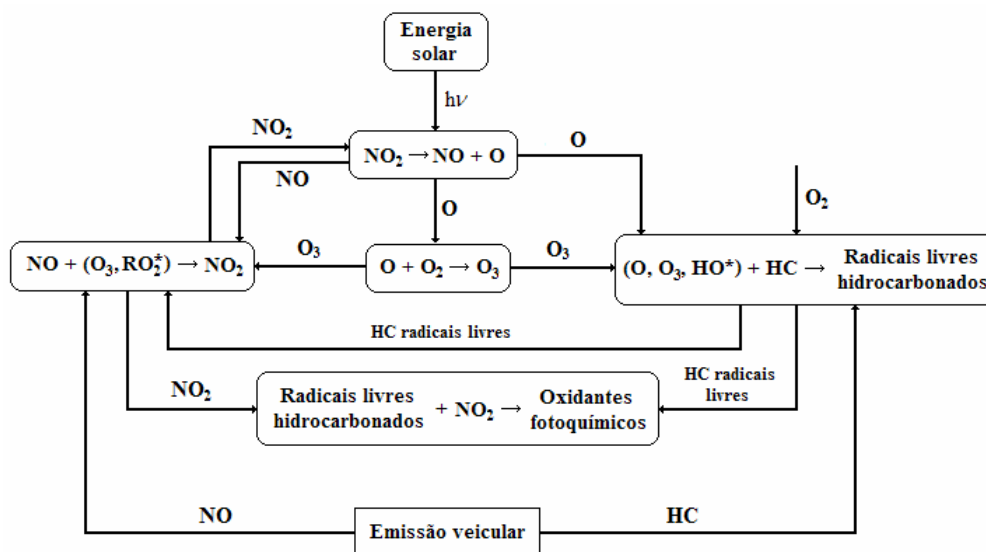 Energia
solar
hν
NO₂
NO₂ → NO + O
O
NO
O
O₂
NO + (O₃, RO₂*) → NO₂
O₃
O + O₂ → O₃
O₃
(O, O₃, HO*) + HC → Radicais livres
hidrocarbonados
HC radicais livres
NO₂
Radicais livres
hidrocarbonados
+ NO₂ →
Oxidantes
fotoquímicos
HC radicais
livres
NO
Emissão veicular
HC